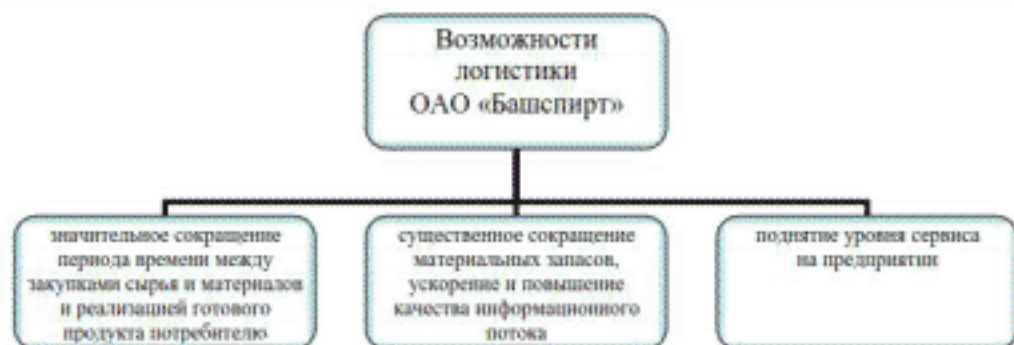 Возможности
логистики
ОАО «Башспирт»
значительное сокращение
периода времени между
закупками сырья и материалов
и реализацией готового
продукта потребителю
существенное сокращение
материальных запасов,
ускорение и повышение
качества информационного
потока
поднятие уровня сервиса
на предприятии